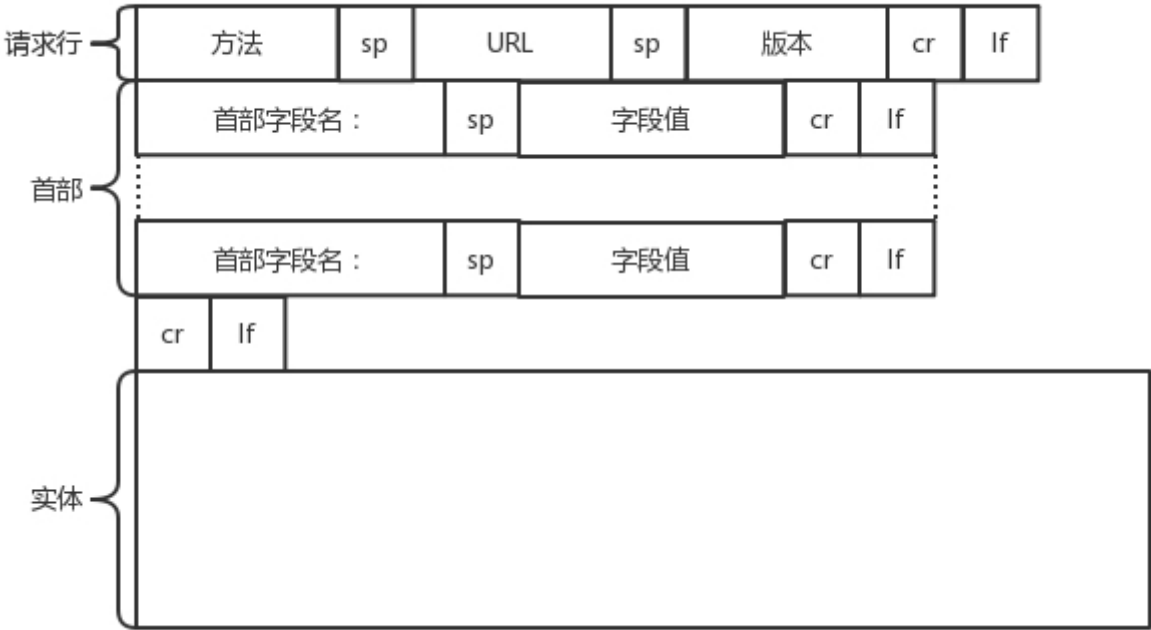 请求行 方法 sp URL sp 版本 cr lf
首部字段名： sp 字段值 cr lf
首部
首部字段名： sp 字段值 cr lf
cr lf
实体